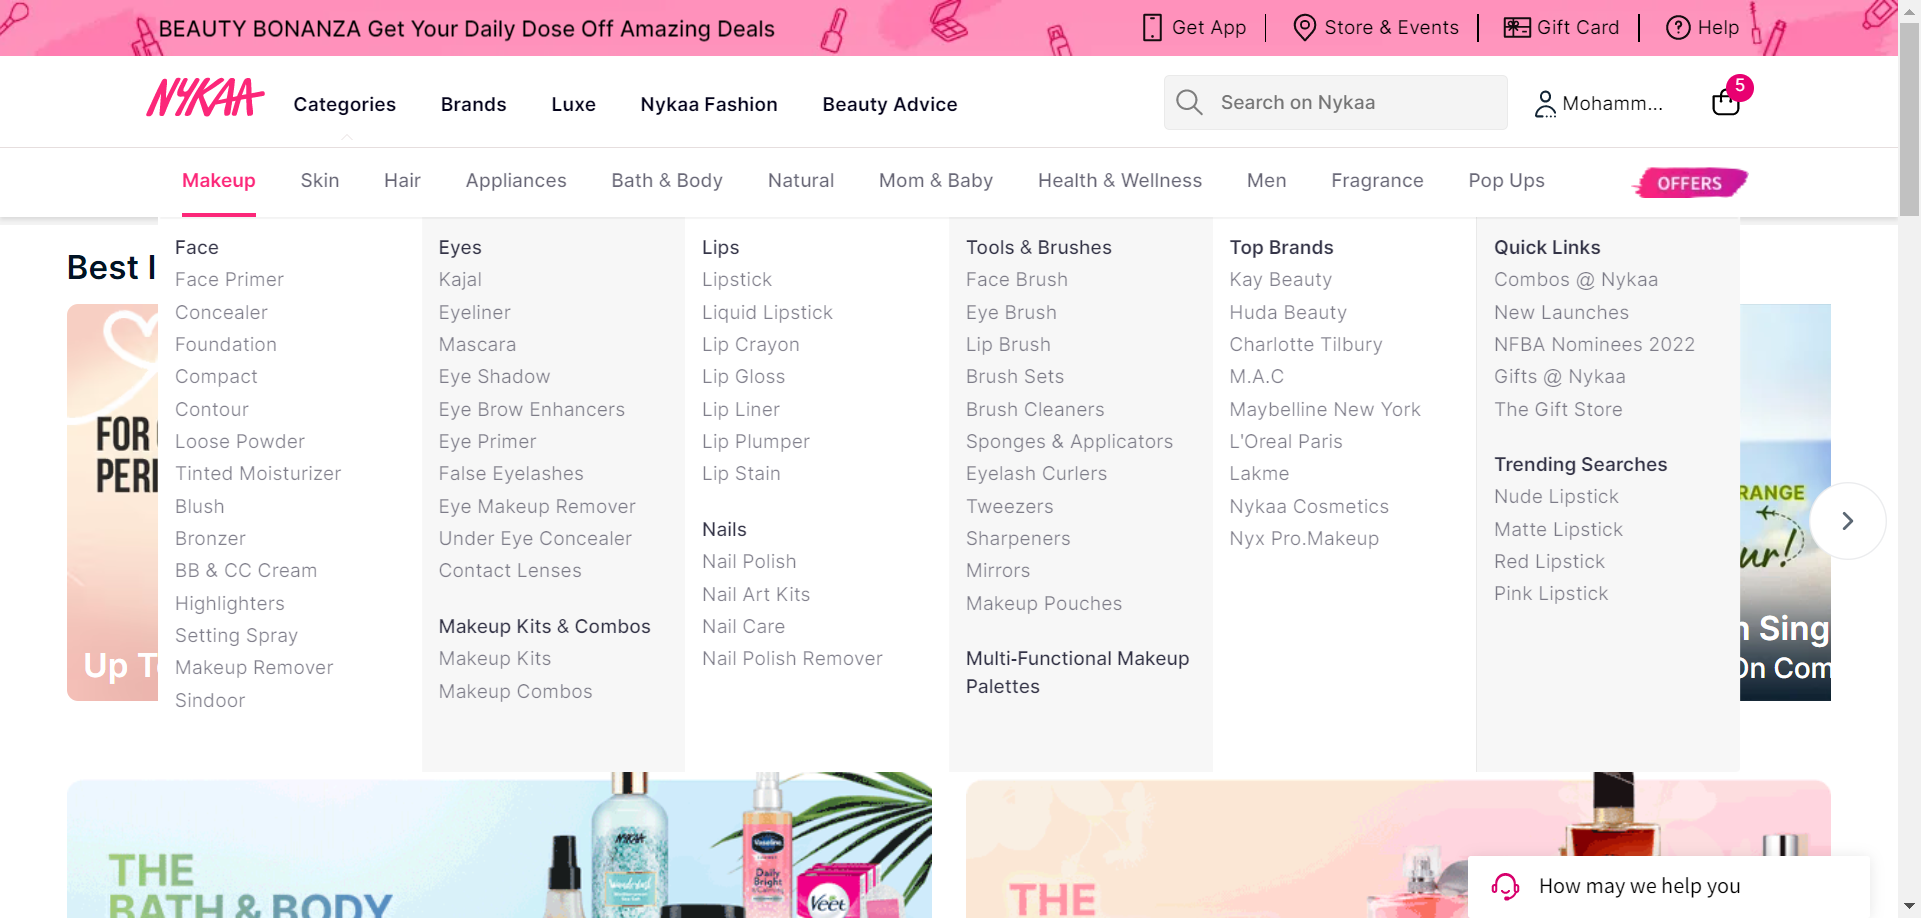 BEAUTY BONANZA Get Your Daily Dose Off Amazing Deals
Get App
Store & Events
Gift Card
Help
NYKAA
Categories
Brands
Luxe
Nykaa Fashion
Beauty Advice
Search on Nykaa
Mohamm...
5
Makeup
Skin
Hair
Appliances
Bath & Body
Natural
Mom & Baby
Health & Wellness
Men
Fragrance
Pop Ups
OFFERS
Best
Face
Face Primer
Concealer
Foundation
Compact
Contour
Loose Powder
Tinted Moisturizer
Blush
Bronzer
BB & CC Cream
Highlighters
Setting Spray
Makeup Remover
Sindoor
Eyes
Kajal
Eyeliner
Mascara
Eye Shadow
Eye Brow Enhancers
Eye Primer
False Eyelashes
Eye Makeup Remover
Under Eye Concealer
Contact Lenses
Makeup Kits & Combos
Makeup Kits
Makeup Combos
Lips
Lipstick
Liquid Lipstick
Lip Crayon
Lip Gloss
Lip Liner
Lip Plumper
Lip Stain
Nails
Nail Polish
Nail Art Kits
Nail Care
Nail Polish Remover
Tools & Brushes
Face Brush
Eye Brush
Lip Brush
Brush Sets
Brush Cleaners
Sponges & Applicators
Eyelash Curlers
Tweezers
Sharpeners
Mirrors
Makeup Pouches
Multi-Functional Makeup
Palettes
Top Brands
Kay Beauty
Huda Beauty
Charlotte Tilbury
M.A.C
Maybelline New York
L'Oreal Paris
Lakme
Nykaa Cosmetics
Nyx Pro.Makeup
Quick Links
Combos @ Nykaa
New Launches
NFBA Nominees 2022
Gifts @ Nykaa
The Gift Store
Trending Searches
Nude Lipstick
Matte Lipstick
Red Lipstick
Pink Lipstick
FOR
Up
RANGE
Sing
On Com
THE
BATH & BODY
NYKAA
Wanderlust
Vaseline
Daily
Bright
Veet
THE
How may we help you